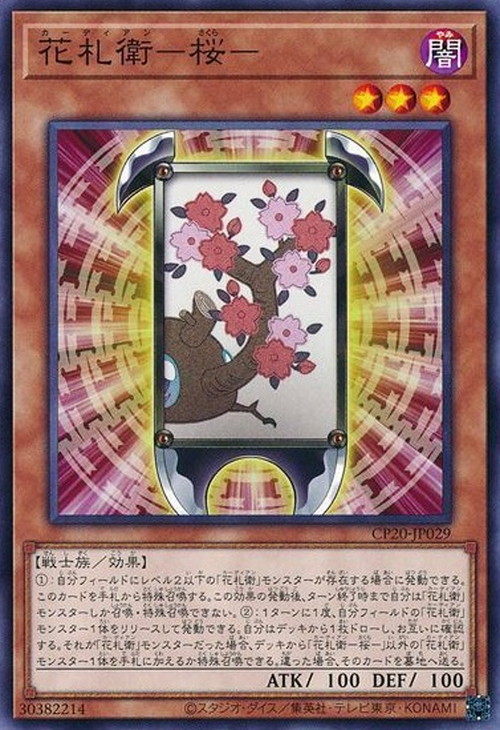 花札衛－桜－
カーディアン さくら
闇
やみ
CP20-JP029
【戦士族／効果】
①：自分フィールドにレベル２以下の「花札衛」モンスターが存在する場合に発動できる。
このカードを手札から特殊召喚する。この効果の発動後、ターン終了時まで自分は「花札衛」
モンスターしか召喚・特殊召喚できない。②：１ターンに１度、自分フィールドの「花札衛」
モンスター１体をリリースして発動できる。自分はデッキから１枚ドローし、お互いに確認
する。それが「花札衛」モンスターだった場合、デッキから「花札衛－桜－」以外の「花札衛」
モンスター１体を手札に加えるか特殊召喚できる。違った場合、そのカードを墓地へ送る。
ATK/ 100 DEF/ 100
30382214
©スタジオ・ダイス／集英社・テレビ東京・KONAMI